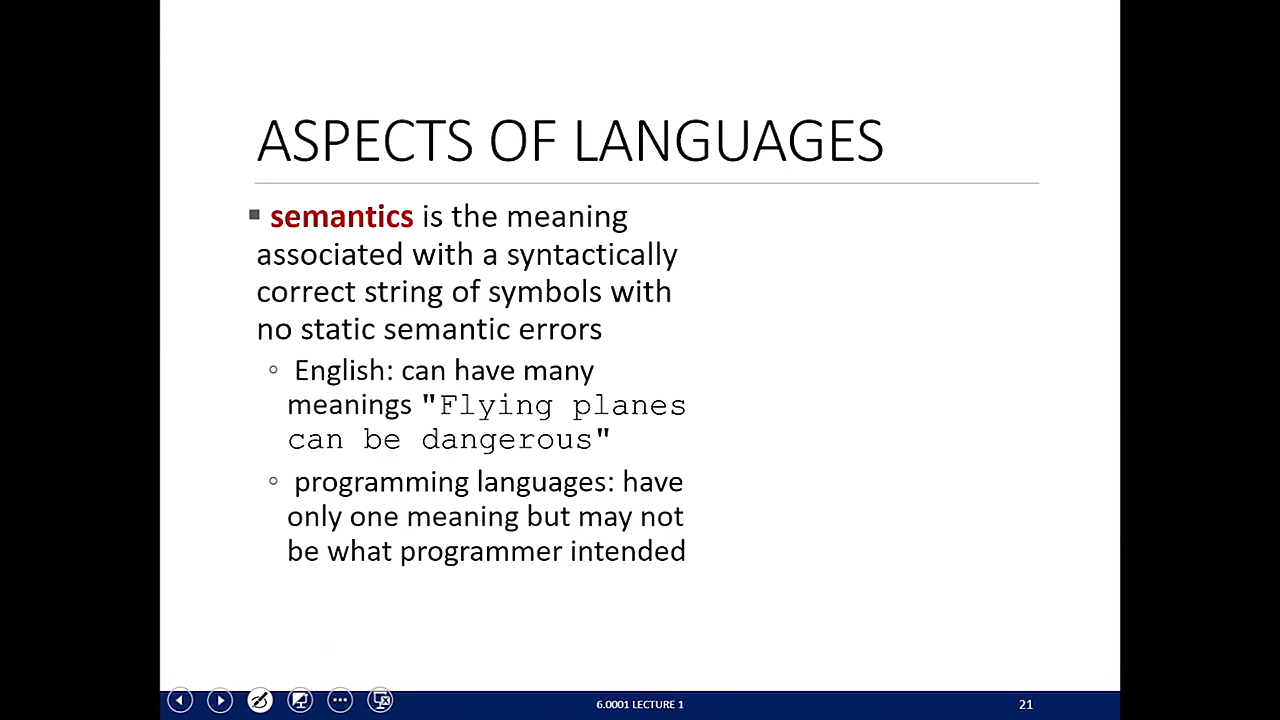 ASPECTS OF LANGUAGES
▪ semantics is the meaning
associated with a syntactically
correct string of symbols with
no static semantic errors
◦ English: can have many
meanings "Flying planes
can be dangerous"
◦ programming languages: have
only one meaning but may not
be what programmer intended
6.0001 LECTURE 1
21